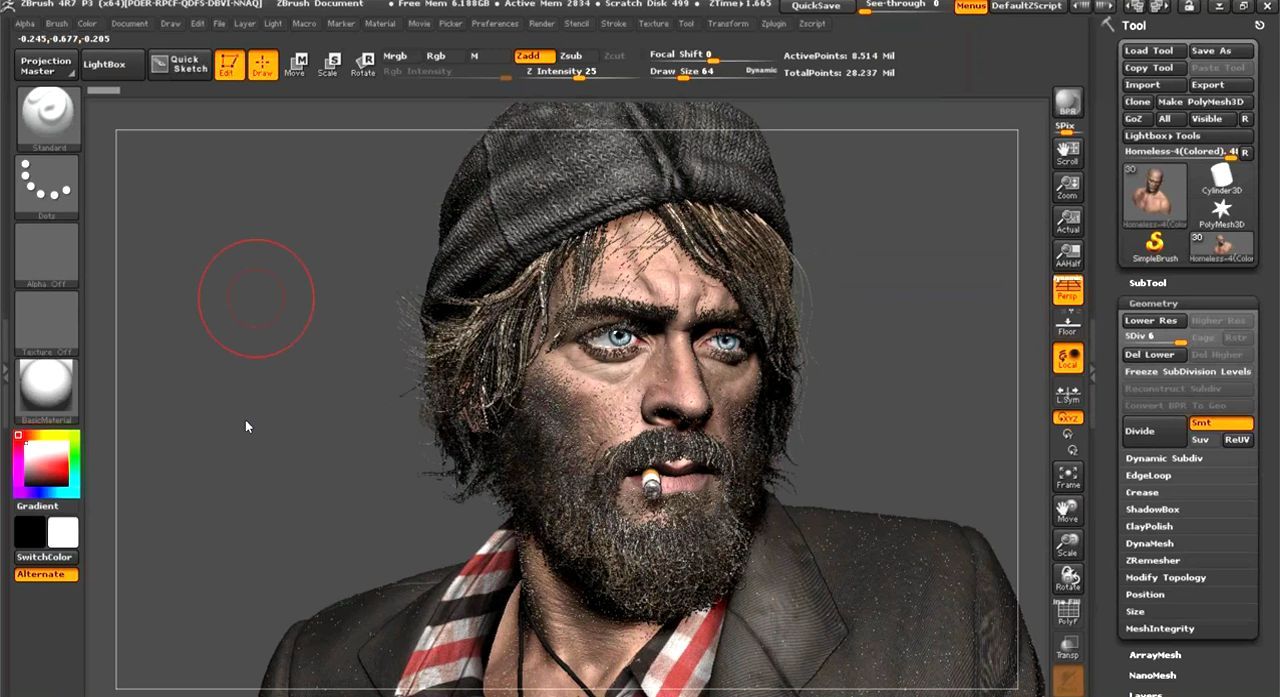 ZBrush 4R7 P3 (x64)[POER-RPCF-QDFS-DBVI-NNAQ] ZBrush Document • Free Mem 6.188GB • Active Mem 2834 • Scratch Disk 499 • ZTime▸1.665 QuickSave See-through 0 Menus DefaultZScript
Alpha Brush Color Document Draw Edit File Layer Light Macro Marker Material Movie Picker Preferences Render Stencil Stroke Texture Tool Transform Zplugin Zscript
-0.245,-0.677,-0.205
Projection Master
LightBox
Quick Sketch
Edit
Draw
Move
Scale
Rotate
Mrgb Rgb M
Rgb Intensity
Zadd Zsub Zcut
Z Intensity 25
Focal Shift 0
Draw Size 64 Dynamic
ActivePoints: 8.514 Mil
TotalPoints: 28.237 Mil
Standard
Dots
Alpha Off
Texture Off
BasicMaterial
Gradient
SwitchColor
Alternate
BPR
SPix
Scroll
Zoom
Actual
AAHalf
Persp
Floor
Local
L.Sym
XYZ
Frame
Move
Scale
Rotate
PolyF
Transp
Tool
Load Tool Save As
Copy Tool Paste Tool
Import Export
Clone Make PolyMesh3D
GoZ All Visible R
Lightbox▸Tools
Homeless-4(Colored). R
30
Homeless-4(Color
Cylinder3D
PolyMesh3D
SimpleBrush
30
Homeless-4(Color
SubTool
Geometry
Lower Res Higher Res
SDiv 6 Cage Rstr
Del Lower Del Higher
Freeze SubDivision Levels
Reconstruct Subdiv
Convert BPR To Geo
Divide Smt
Suv ReUV
Dynamic Subdiv
EdgeLoop
Crease
ShadowBox
ClayPolish
DynaMesh
ZRemesher
Modify Topology
Position
Size
MeshIntegrity
ArrayMesh
NanoMesh
Layers